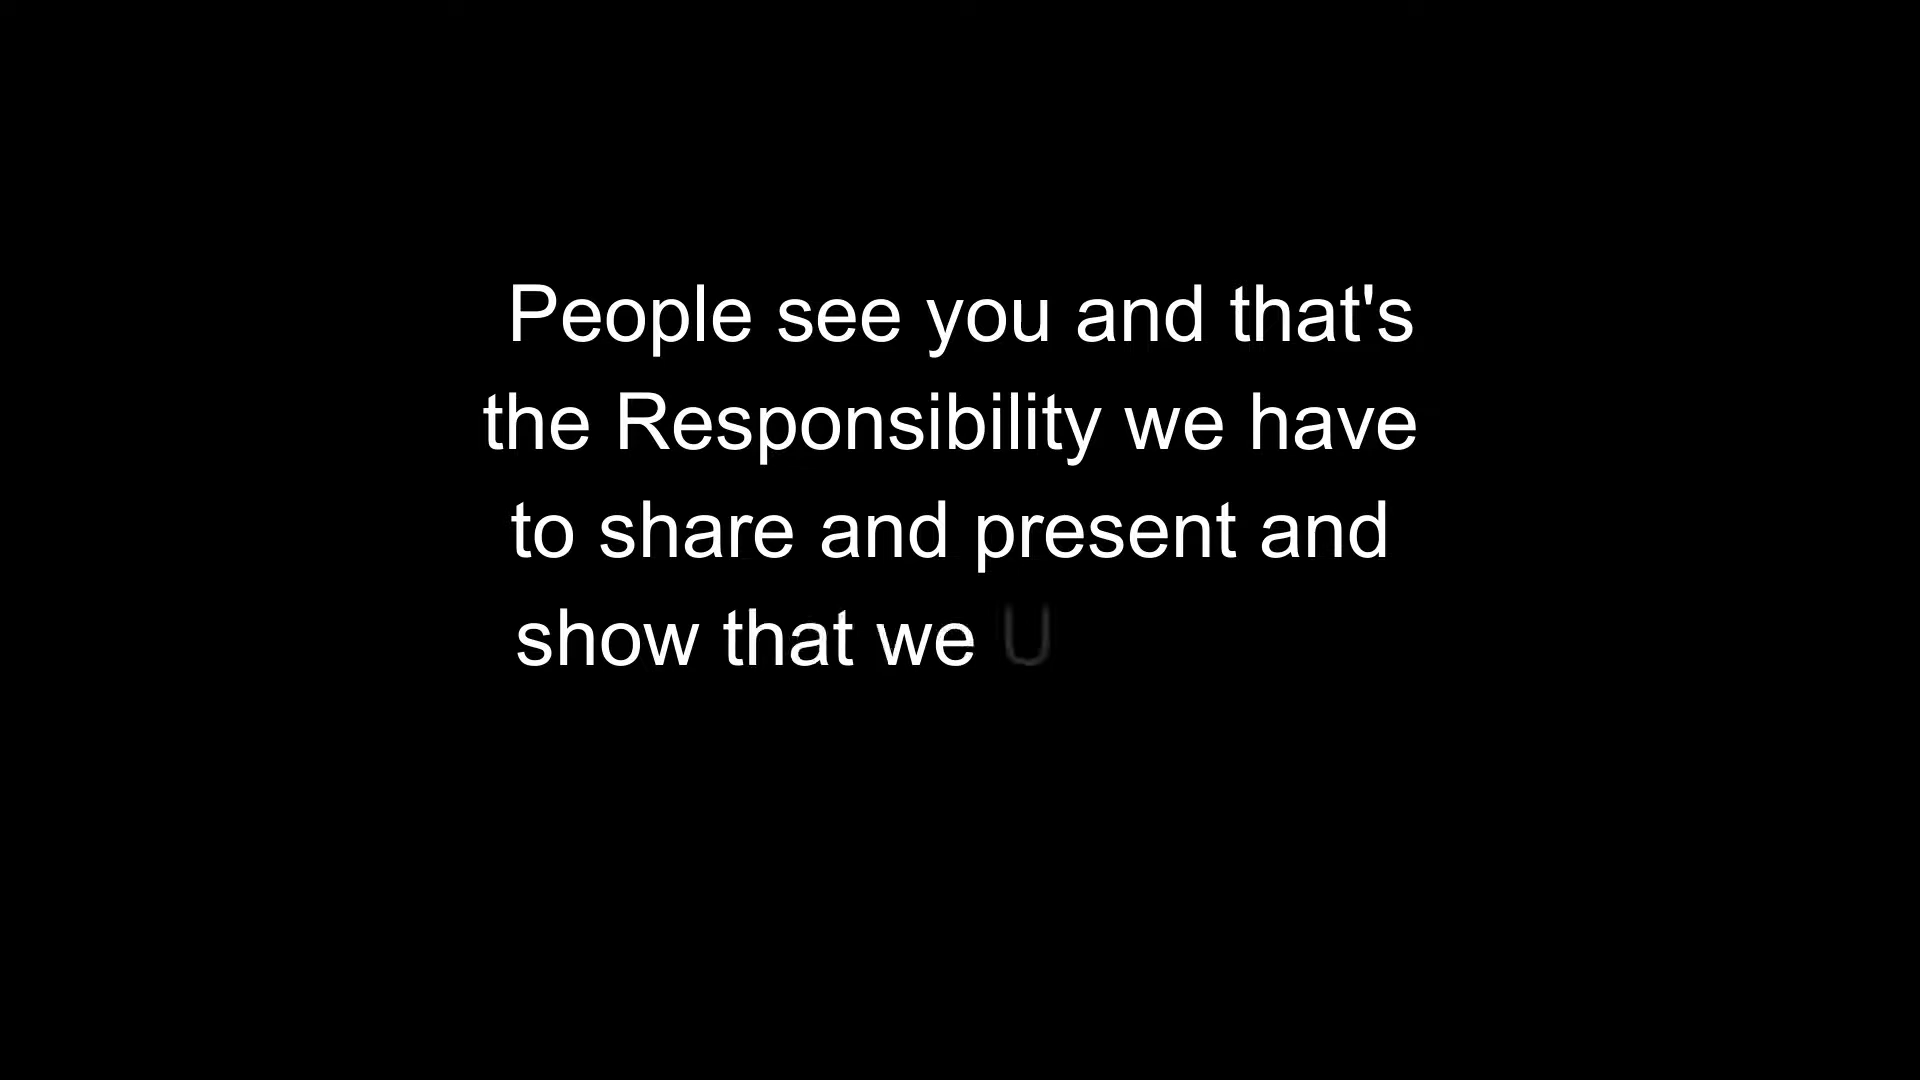 People see you and that's
the Responsibility we have
to share and present and
show that we U